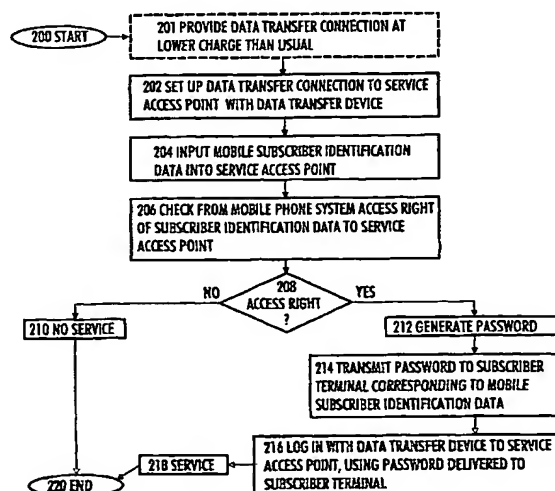 200 START
201 PROVIDE DATA TRANSFER CONNECTION AT
LOWER CHARGE THAN USUAL
202 SET UP DATA TRANSFER CONNECTION TO SERVICE
ACCESS POINT WITH DATA TRANSFER DEVICE
204 INPUT MOBILE SUBSCRIBER IDENTIFICATION
DATA INTO SERVICE ACCESS POINT
206 CHECK FROM MOBILE PHONE SYSTEM ACCESS RIGHT
OF SUBSCRIBER IDENTIFICATION DATA TO SERVICE
ACCESS POINT
208
ACCESS RIGHT
?
NO
YES
210 NO SERVICE
212 GENERATE PASSWORD
214 TRANSMIT PASSWORD TO SUBSCRIBER
TERMINAL CORRESPONDING TO MOBILE
SUBSCRIBER IDENTIFICATION DATA
216 LOG IN WITH DATA TRANSFER DEVICE TO SERVICE
ACCESS POINT, USING PASSWORD DELIVERED TO
SUBSCRIBER TERMINAL
218 SERVICE
220 END